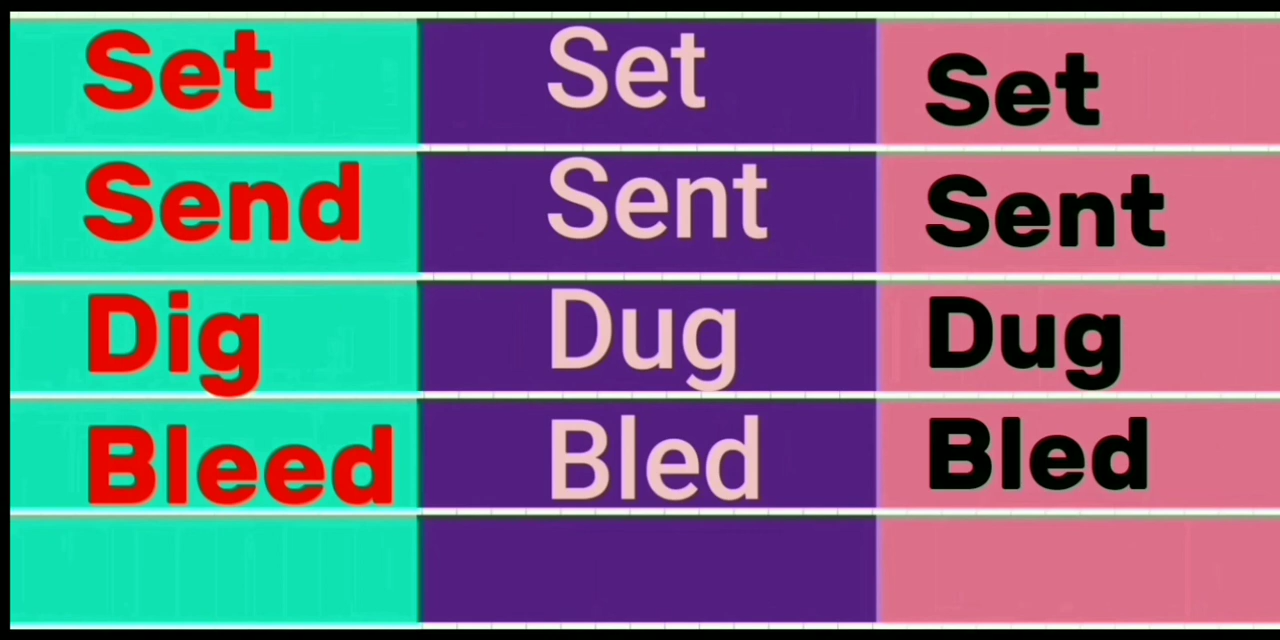 Set Set Set
Send Sent Sent
Dig Dug Dug
Bleed Bled Bled